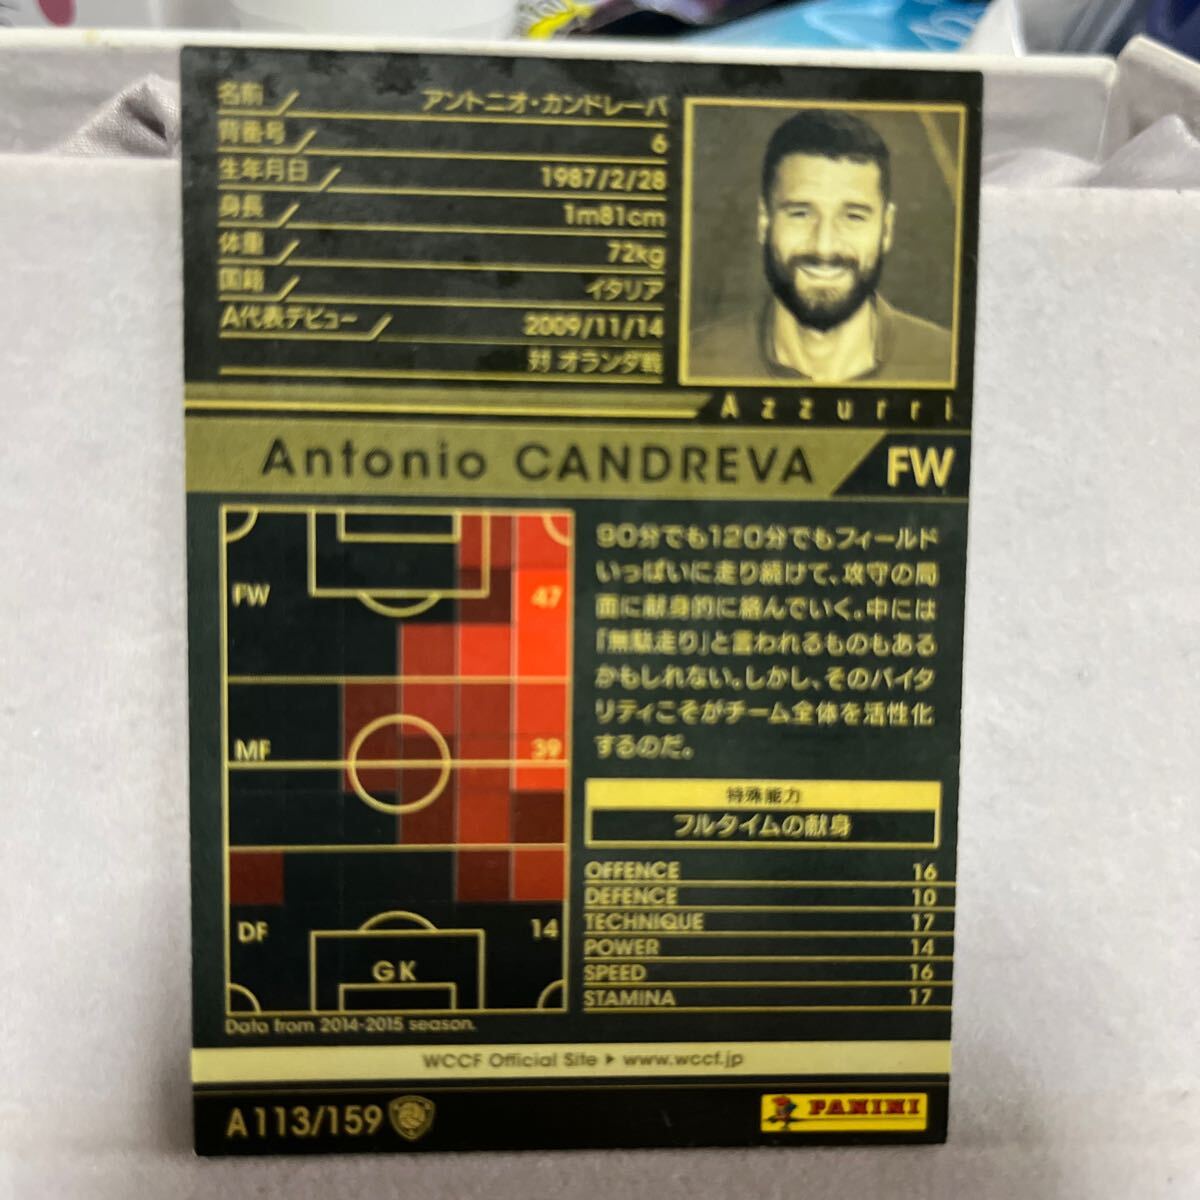 名前 アントニオ・カンドレーバ
背番号 6
生年月日 1987/2/28
身長 1m81cm
体重 72kg
国籍 イタリア
A代表デビュー 2009/11/14
対 オランダ戦
Azzurri
Antonio CANDREVA FW
FW 47
MF 39
DF 14
GK
Data from 2014-2015 season.
90分でも120分でもフィールド
いっぱいに走り続けて、攻守の局
面に献身的に絡んでいく。中には
「無駄走り」と言われるものもある
かもしれない。しかし、そのバイタ
リティこそがチーム全体を活性化
するのだ。
特殊能力
フルタイムの献身
OFFENCE 16
DEFENCE 10
TECHNIQUE 17
POWER 14
SPEED 16
STAMINA 17
WCCF Official Site ▶ www.wccf.jp
A113/159
PANINI